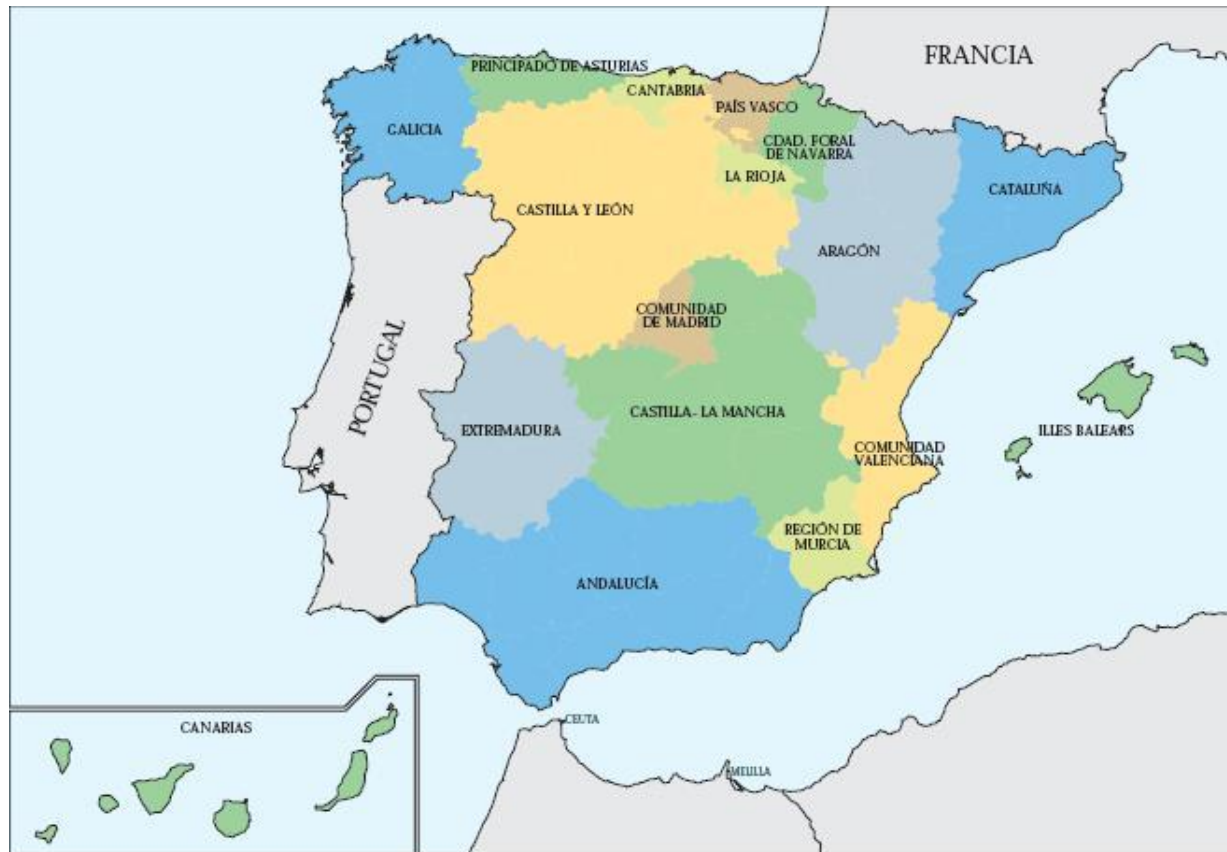 FRANCIA
PRINCIPADO DE ASTURIAS
CANTABRIA
PAÍS VASCO
GALICIA
CDAD. FORAL
DE NAVARRA
LA RIOJA
CATALUÑA
CASTILLA Y LEÓN
ARAGÓN
COMUNIDAD
DE MADRID
PORTUGAL
CASTILLA- LA MANCHA
EXTREMADURA
ILLES BALEARS
COMUNIDAD
VALENCIANA
REGIÓN DE
MURCIA
ANDALUCÍA
CEUTA
CANARIAS
MELILLA